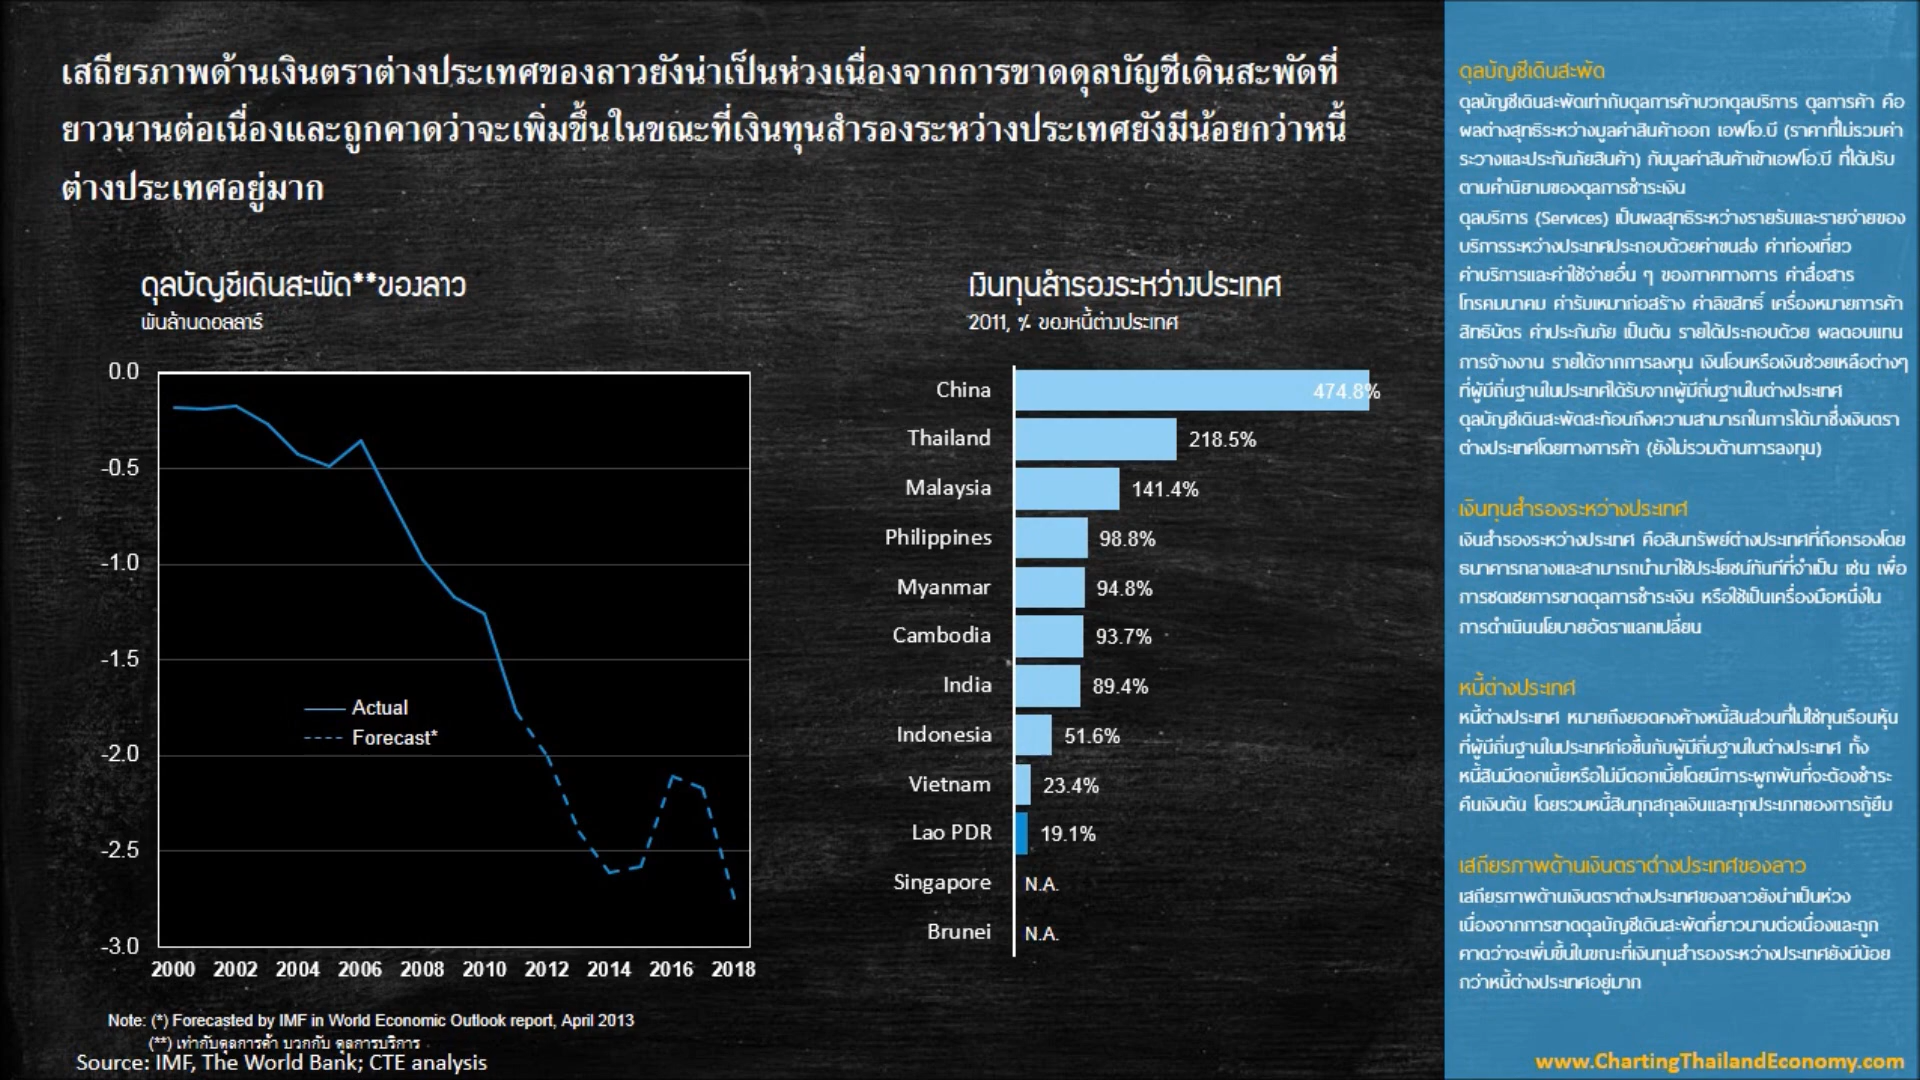 เสถียรภาพด้านเงินตราต่างประเทศของลาวยังน่าเป็นห่วงเนื่องจากการขาดดุลบัญชีเดินสะพัดที่
ยาวนานต่อเนื่องและถูกคาดว่าจะเพิ่มขึ้นในขณะที่เงินทุนสำรองระหว่างประเทศยังมีน้อยกว่าหนี้
ต่างประเทศอยู่มาก
ดุลบัญชีเดินสะพัด**ของลาว
พันล้านดอลลาร์
0.0
-0.5
-1.0
-1.5
-2.0
-2.5
-3.0
Actual
Forecast*
2000 2002 2004 2006 2008 2010 2012 2014 2016 2018
Note: (*) Forecasted by IMF in World Economic Outlook report, April 2013
(**) เท่ากับดุลการค้า บวกกับ ดุลการบริการ
Source: IMF, The World Bank; CTE analysis
เงินทุนสำรองระหว่างประเทศ
2011, % ของหนี้ต่างประเทศ
China 474.8%
Thailand 218.5%
Malaysia 141.4%
Philippines 98.8%
Myanmar 94.8%
Cambodia 93.7%
India 89.4%
Indonesia 51.6%
Vietnam 23.4%
Lao PDR 19.1%
Singapore N.A.
Brunei N.A.
ดุลบัญชีเดินสะพัด
ดุลบัญชีเดินสะพัดเท่ากับดุลการค้าบวกดุลบริการ ดุลการค้า คือ
ผลต่างสุทธิระหว่างมูลค่าสินค้าออก เอฟโอ.บี (ราคาที่ไม่รวมค่า
ระวางและประกันภัยสินค้า) กับมูลค่าสินค้าเข้าเอฟโอ.บี ที่ได้ปรับ
ตามคำนิยามของดุลการชำระเงิน
ดุลบริการ (Services) เป็นผลสุทธิระหว่างรายรับและรายจ่ายของ
บริการระหว่างประเทศประกอบด้วยค่าขนส่ง ค่าท่องเที่ยว
ค่าบริการและค่าใช้จ่ายอื่น ๆ ของภาคทางการ ค่าสื่อสาร
โทรคมนาคม ค่ารับเหมาก่อสร้าง ค่าลิขสิทธิ์ เครื่องหมายการค้า
สิทธิบัตร ค่าประกันภัย เป็นต้น รายได้ประกอบด้วย ผลตอบแทน
การจ้างงาน รายได้จากการลงทุน เงินโอนหรือเงินช่วยเหลือต่างๆ
ที่ผู้มีถิ่นฐานในประเทศได้รับจากผู้มีถิ่นฐานในต่างประเทศ
ดุลบัญชีเดินสะพัดสะท้อนถึงความสามารถในการได้มาซึ่งเงินตรา
ต่างประเทศโดยทางการค้า (ยังไม่รวมด้านการลงทุน)
เงินทุนสำรองระหว่างประเทศ
เงินสำรองระหว่างประเทศ คือสินทรัพย์ต่างประเทศที่ถือครองโดย
ธนาคารกลางและสามารถนำมาใช้ประโยชน์ทันทีที่จำเป็น เช่น เพื่อ
การชดเชยการขาดดุลการชำระเงิน หรือใช้เป็นเครื่องมือหนึ่งใน
การดำเนินนโยบายอัตราแลกเปลี่ยน
หนี้ต่างประเทศ
หนี้ต่างประเทศ หมายถึงยอดคงค้างหนี้สินส่วนที่ไม่ใช่ทุนเรือนหุ้น
ที่ผู้มีถิ่นฐานในประเทศก่อขึ้นกับผู้มีถิ่นฐานในต่างประเทศ ทั้ง
หนี้สินมีดอกเบี้ยหรือไม่มีดอกเบี้ยโดยมีภาระผูกพันที่จะต้องชำระ
คืนเงินต้น โดยรวมหนี้สินทุกสกุลเงินและทุกประเภทของการกู้ยืม
เสถียรภาพด้านเงินตราต่างประเทศของลาว
เสถียรภาพด้านเงินตราต่างประเทศของลาวยังน่าเป็นห่วง
เนื่องจากการขาดดุลบัญชีเดินสะพัดที่ยาวนานต่อเนื่องและถูก
คาดว่าจะเพิ่มขึ้นในขณะที่เงินทุนสำรองระหว่างประเทศยังมีน้อย
กว่าหนี้ต่างประเทศอยู่มาก
www.ChartingThailandEconomy.com